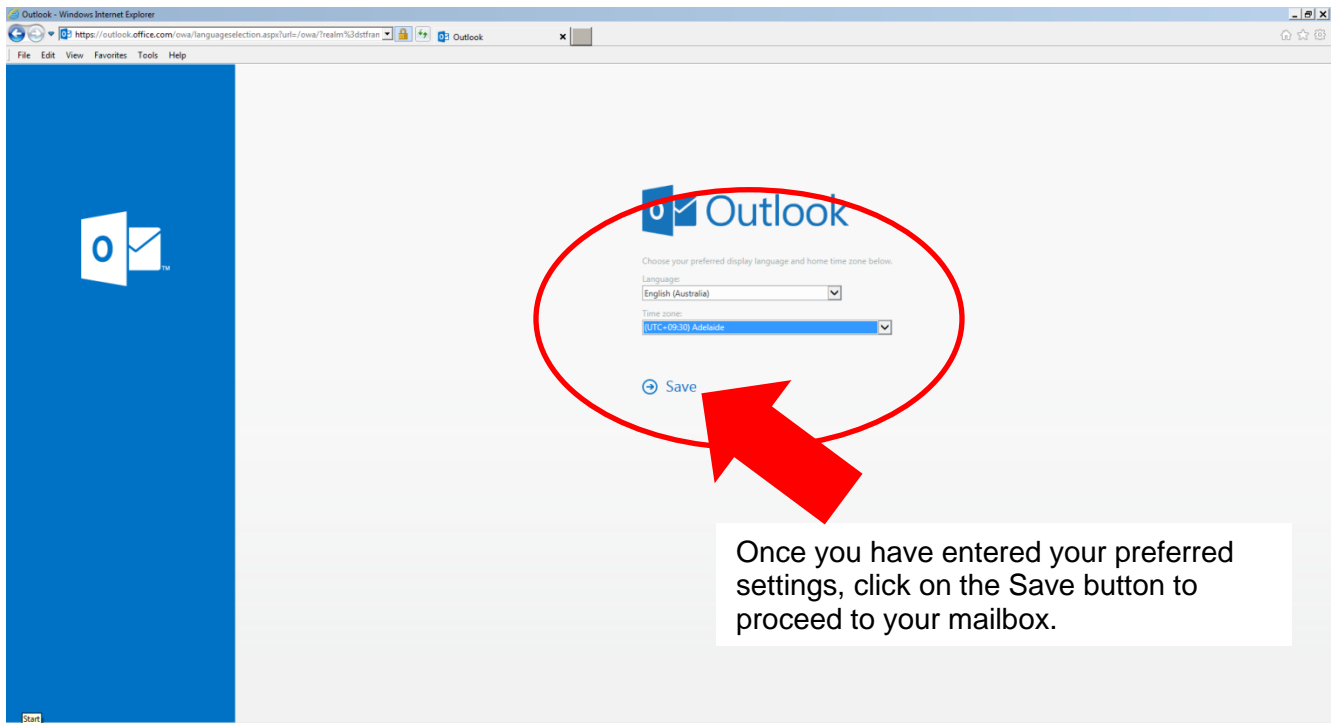 Outlook - Windows Internet Explorer
https://outlook.office.com/owa/languageselection.aspx?url=/owa/?realm%3dstfran
Outlook
File Edit View Favorites Tools Help
O
TM
O Outlook
Choose your preferred display language and home time zone below.
Language:
English (Australia)
Time zone:
(UTC+09:30) Adelaide
Save
Once you have entered your preferred
settings, click on the Save button to
proceed to your mailbox.
Start